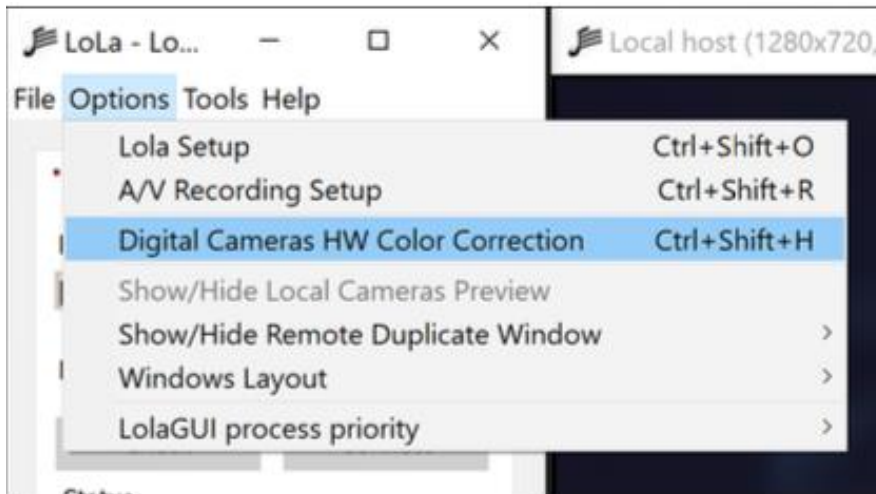 LoLa - Lo...
Local host (1280x720,
File Options Tools Help
Lola Setup Ctrl+Shift+O
A/V Recording Setup Ctrl+Shift+R
Digital Cameras HW Color Correction Ctrl+Shift+H
Show/Hide Local Cameras Preview
Show/Hide Remote Duplicate Window
Windows Layout
LolaGUI process priority